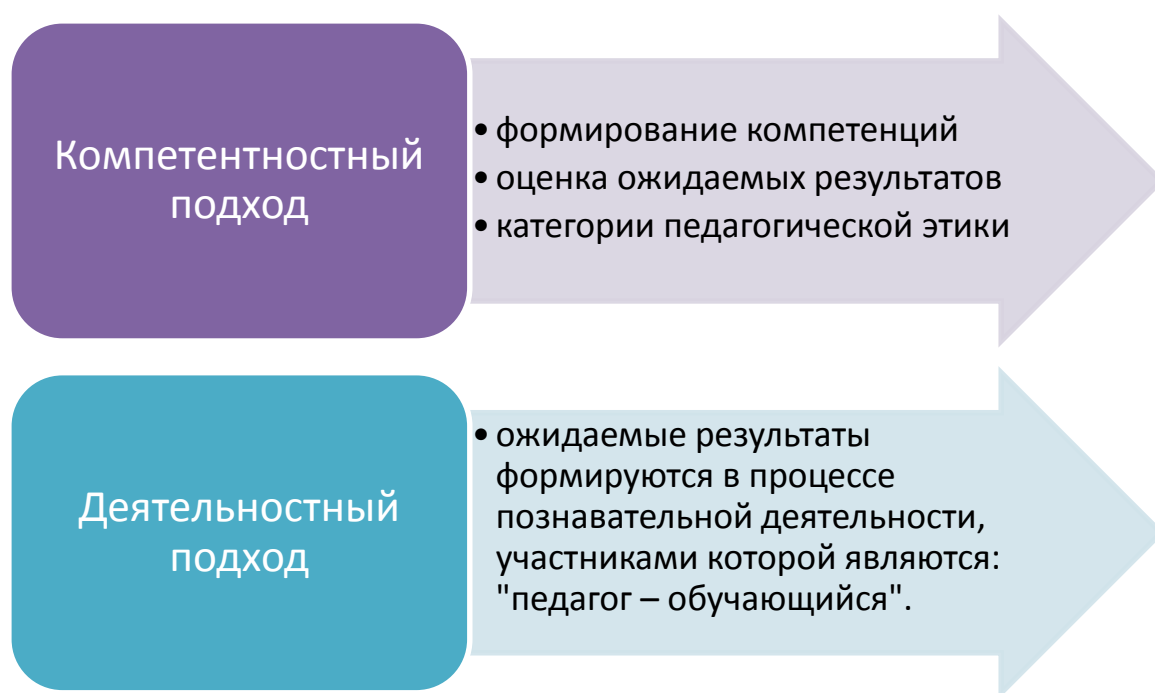 Компетентностный
подход
• формирование компетенций
• оценка ожидаемых результатов
• категории педагогической этики
Деятельностный
подход
• ожидаемые результаты
формируются в процессе
познавательной деятельности,
участниками которой являются:
"педагог – обучающийся".